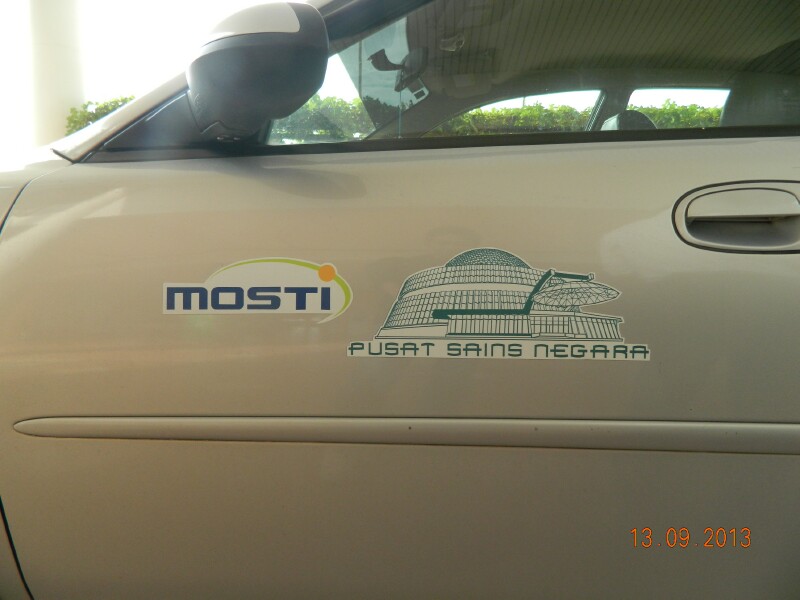 MOSTI
PUSAT SAINS NEGARA
13.09.2013